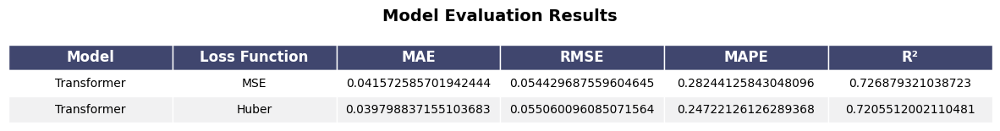 Model Evaluation Results
Model Loss Function MAE RMSE MAPE R²
Transformer MSE 0.041572585701942444 0.054429687559604645 0.28244125843048096 0.726879321038723
Transformer Huber 0.039798837155103683 0.055060096085071564 0.24722126126289368 0.7205512002110481